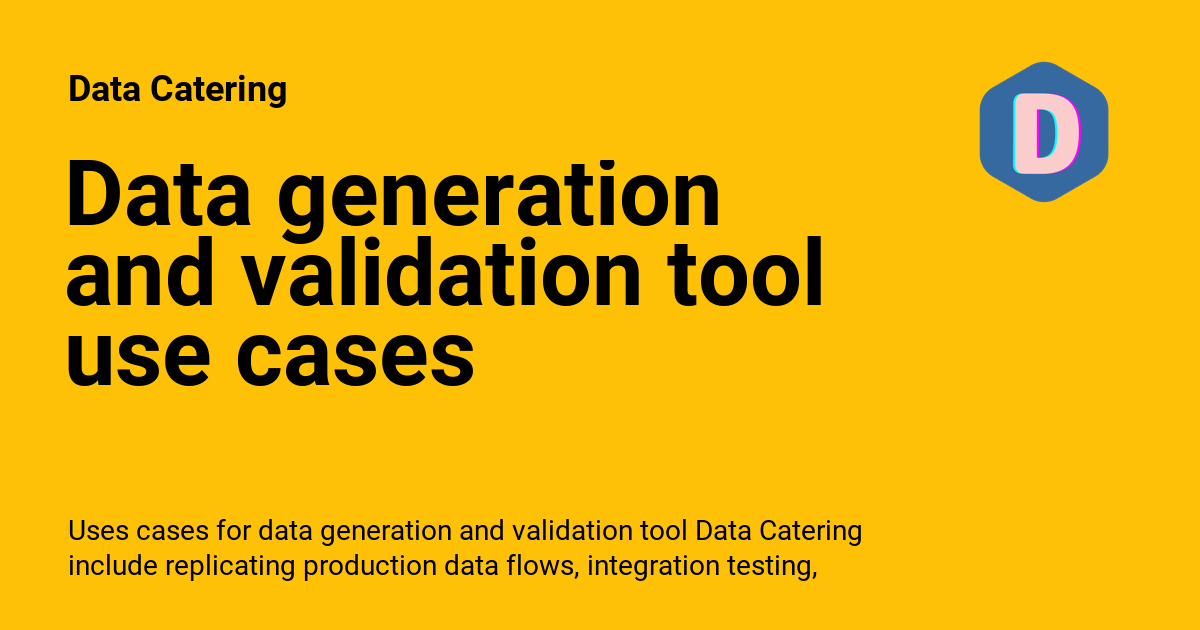 Data Catering
D
Data generation
and validation tool
use cases
Uses cases for data generation and validation tool Data Catering
include replicating production data flows, integration testing,